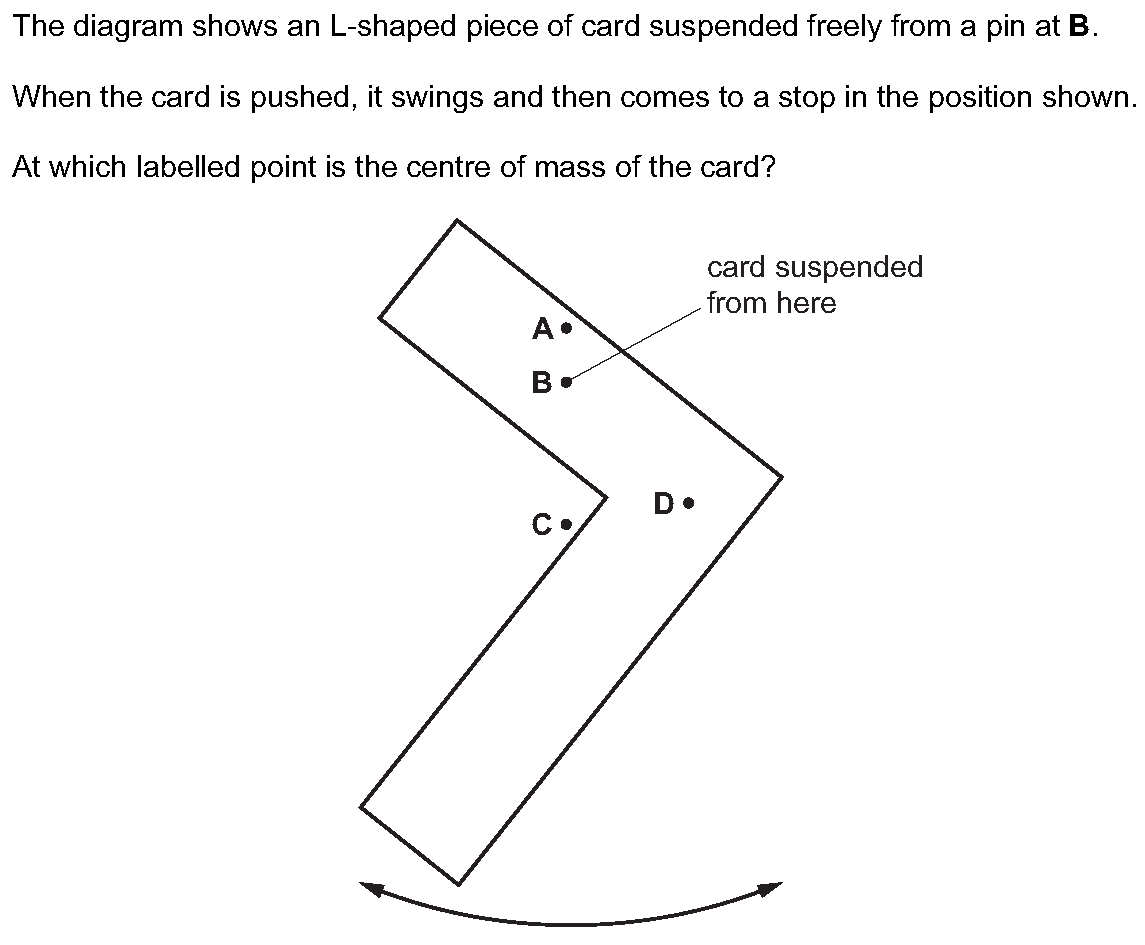 The diagram shows an L-shaped piece of card suspended freely from a pin at B.
When the card is pushed, it swings and then comes to a stop in the position shown.
At which labelled point is the centre of mass of the card?
card suspended
from here
A
B
D
C